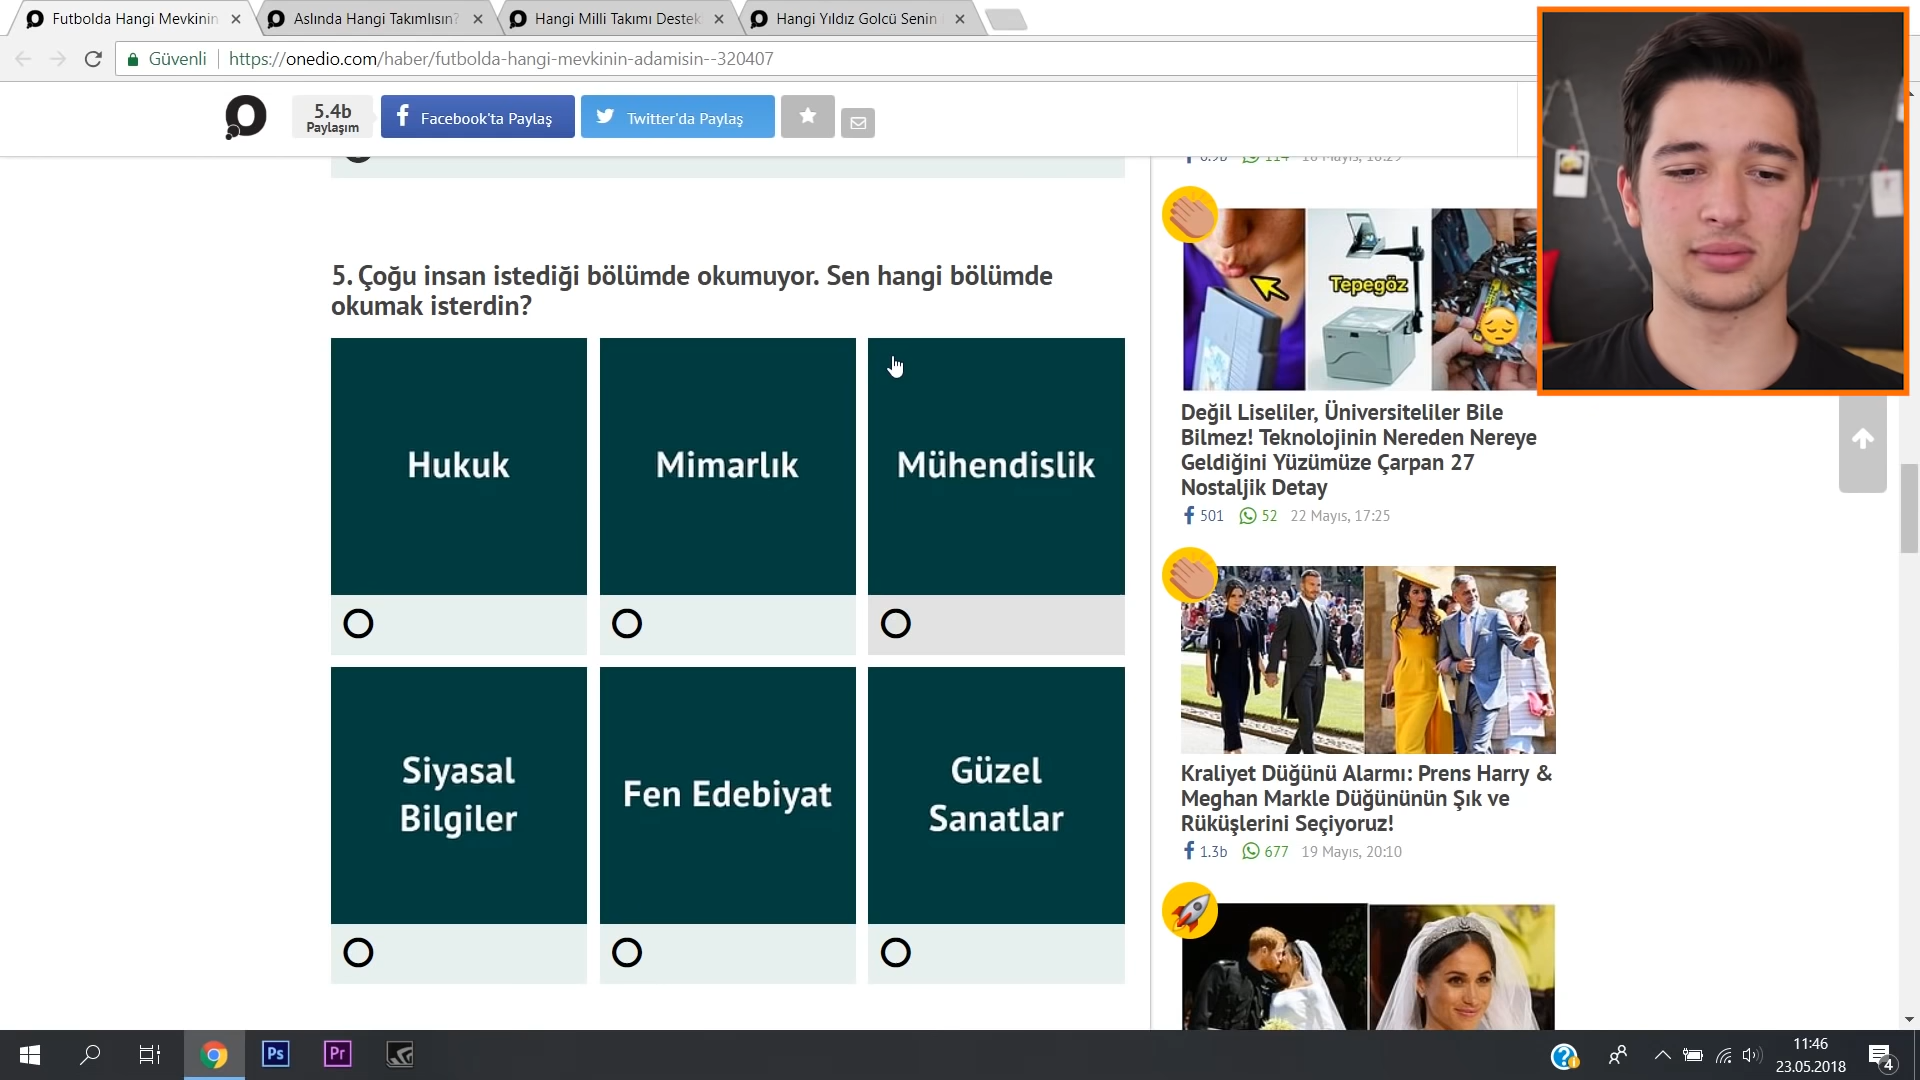 Futbolda Hangi Mevkinin
Aslında Hangi Takımlısın?
Hangi Milli Takımı Destek
Hangi Yıldız Golcü Senin
Güvenli
https://onedio.com/haber/futbolda-hangi-mevkinin-adamisin--320407
5.4b
Paylaşım
Facebook'ta Paylaş
Twitter'da Paylaş
5. Çoğu insan istediği bölümde okumuyor. Sen hangi bölümde
okumak isterdin?
Hukuk
Mimarlık
Mühendislik
Siyasal
Bilgiler
Fen Edebiyat
Güzel
Sanatlar
Tepegöz
Değil Liseliler, Üniversiteliler Bile
Bilmez! Teknolojinin Nereden Nereye
Geldiğini Yüzümüze Çarpan 27
Nostaljik Detay
501 52 22 Mayıs, 17:25
Kraliyet Düğünü Alarmı: Prens Harry &
Meghan Markle Düğününün Şık ve
Rüküşlerini Seçiyoruz!
1.3b 677 19 Mayıs, 20:10
Ps
Pr
11:46
23.05.2018
4